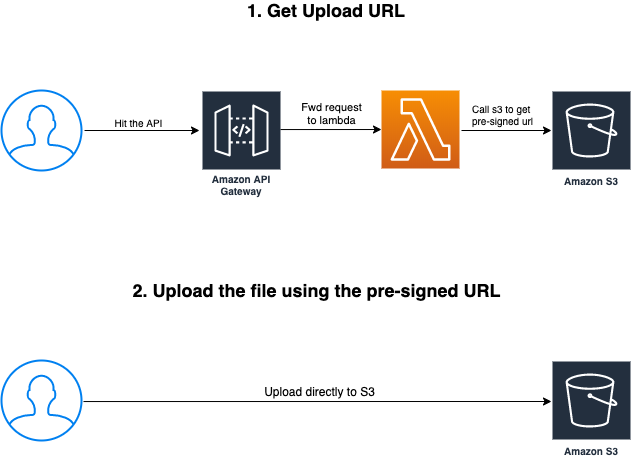 1. Get Upload URL
Hit the API
Fwd request
to lambda
Call s3 to get
pre-signed url
</>
Amazon API
Gateway
Amazon S3
2. Upload the file using the pre-signed URL
Upload directly to S3
Amazon S3